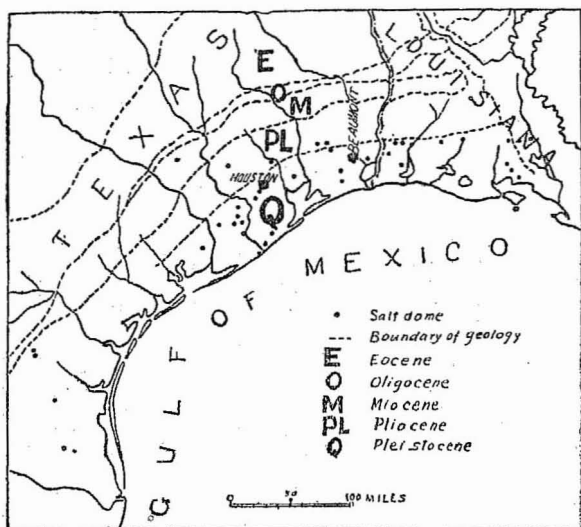 TEXAS
LOUISIANA
E
O
M
PL
BEAUMONT
HOUSTON
Q
GULF OF MEXICO
Salt dome
Boundary of geology
E Eocene
O Oligocene
M Miocene
PL Pliocene
Q Pleistocene
0 50 100 MILES